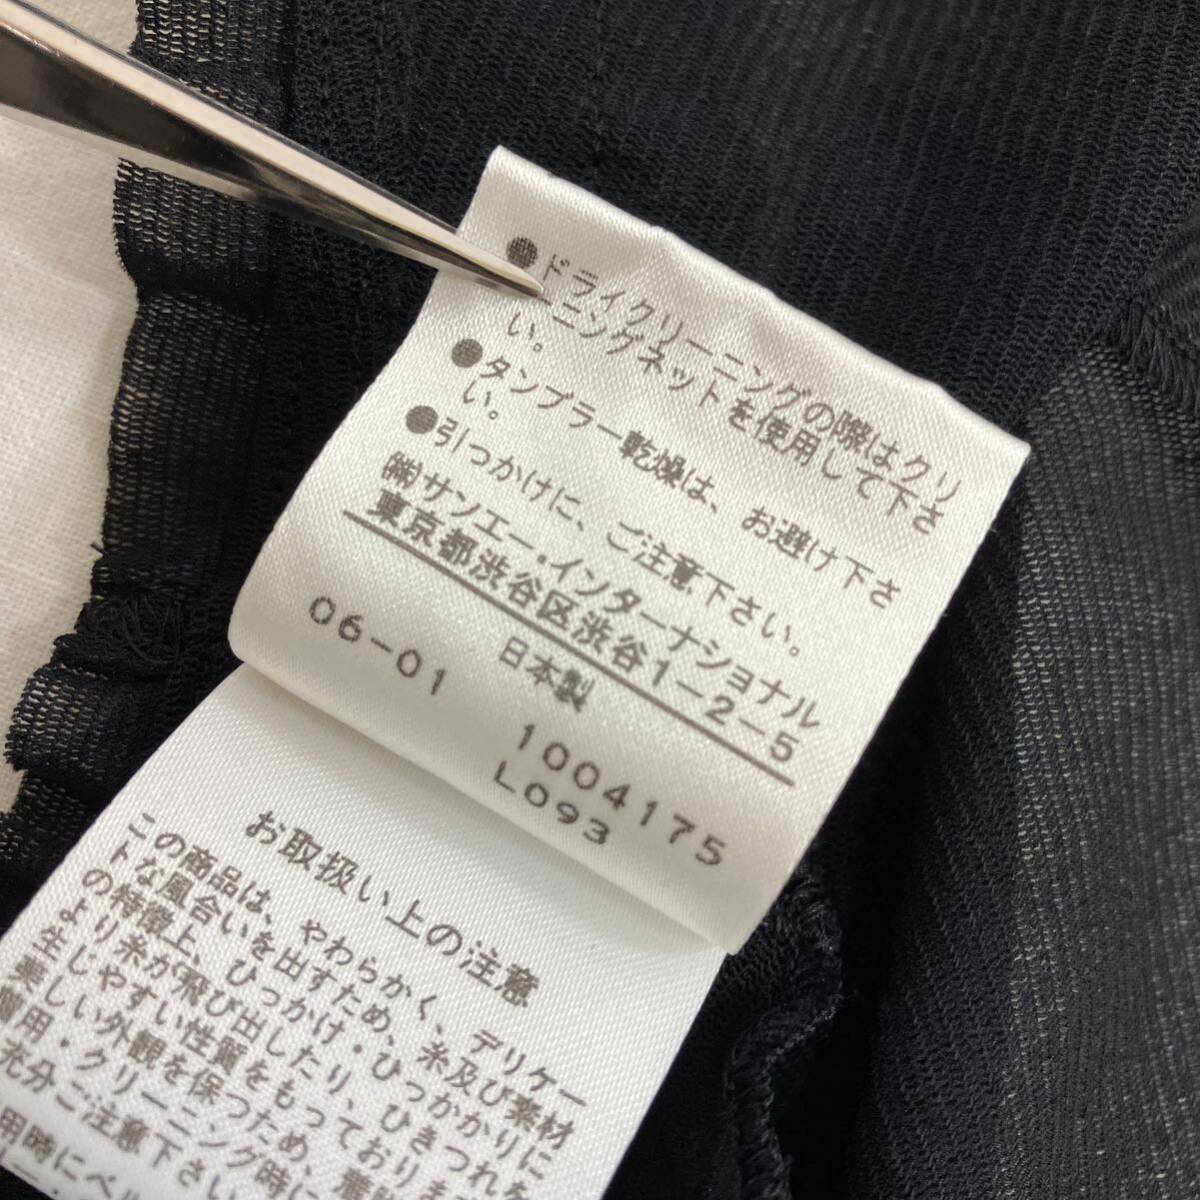 ●ドライクリーニングの際はクリ
ーニングネットを使用して下さ
い。
●タンブラー乾燥は、お避け下さ
い。
●引っかけに、ご注意下さい。
㈱サンエー・インターナショナル
東京都渋谷区渋谷1-2-5
日本製
06-01 1004175
L093
お取扱い上の注意
この商品は、やわらかく、デリケー
トな風合いを出すため、糸及び素材
の特徴上、ひっかけ・ひっかかりに
より糸が飛び出したり、ひきつれを
生じやすい性質をもっております
美しい外観を保つため、着
着用・クリーニング時に
充分ご注意下さい
用時にベル